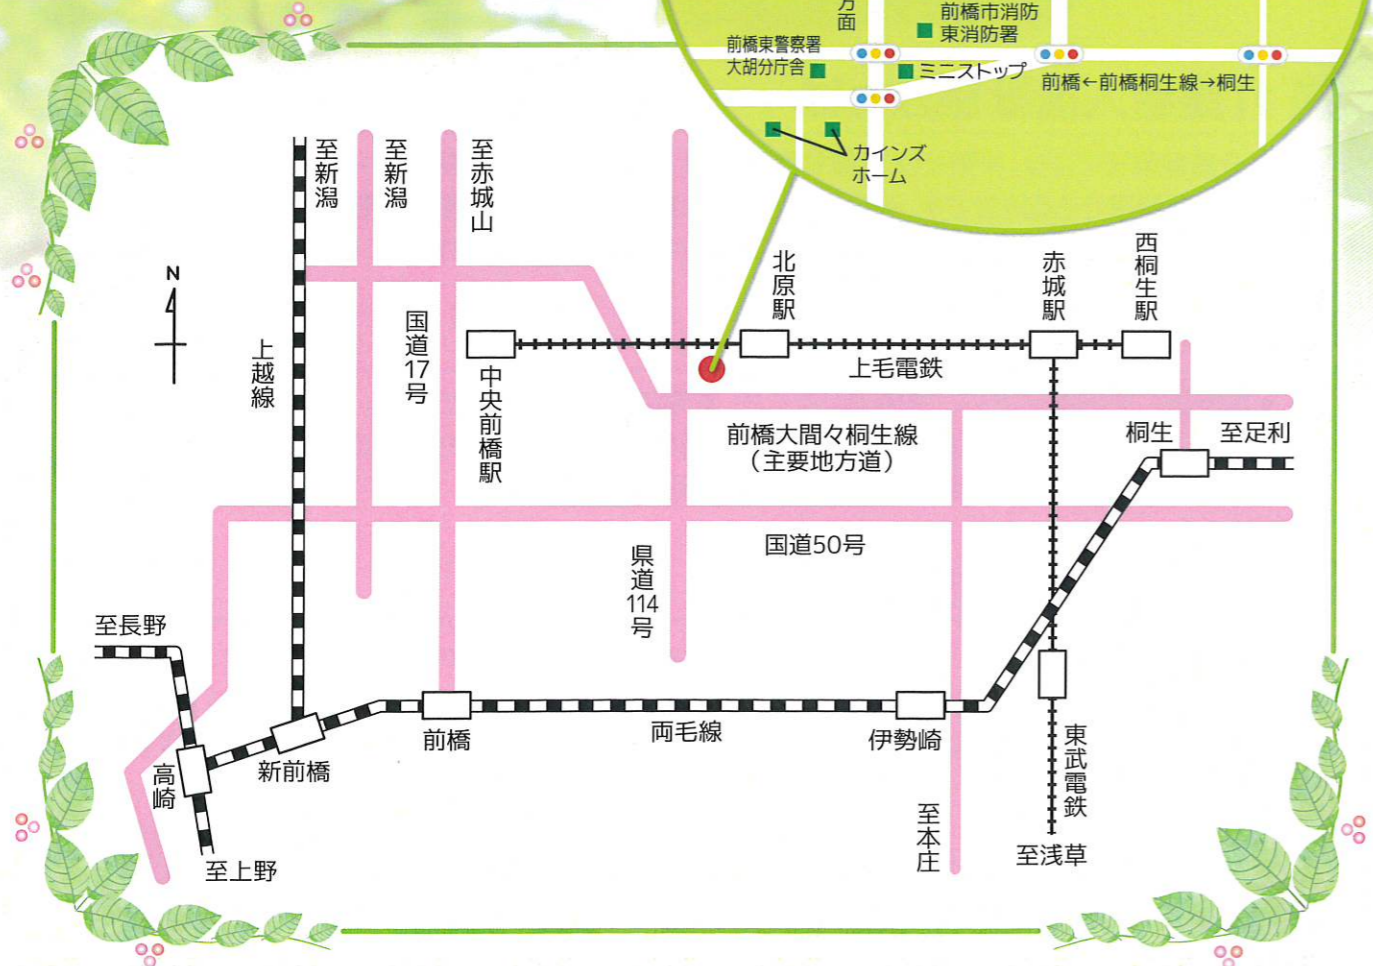 方面
前橋市消防
東消防署
前橋東警察署
大胡分庁舎
ミニストップ
前橋←前橋桐生線→桐生
カインズ
ホーム
至新潟
至新潟
至赤城山
北原駅
赤城駅
西桐生駅
N
上越線
国道17号
中央前橋駅
上毛電鉄
前橋大間々桐生線
（主要地方道）
桐生
至足利
国道50号
県道114号
至長野
高崎
新前橋
前橋
両毛線
伊勢崎
東武電鉄
至本庄
至浅草
至上野